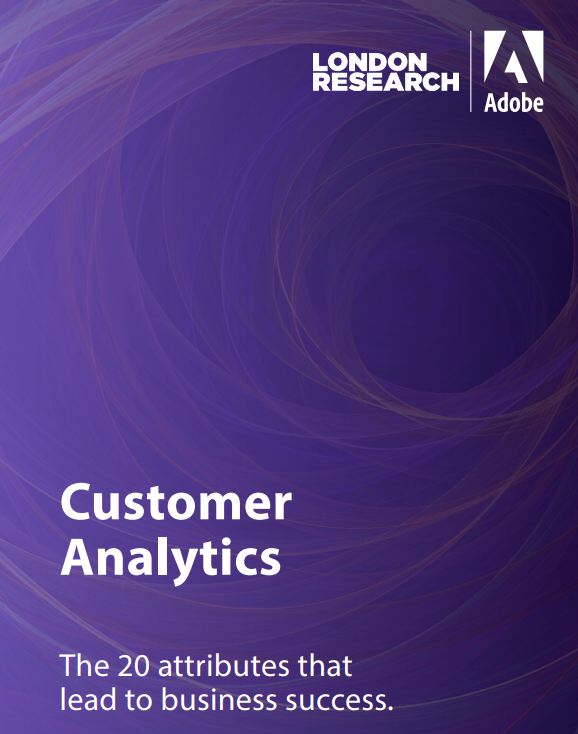 LONDON
RESEARCH
Adobe
Customer
Analytics
The 20 attributes that
lead to business success.